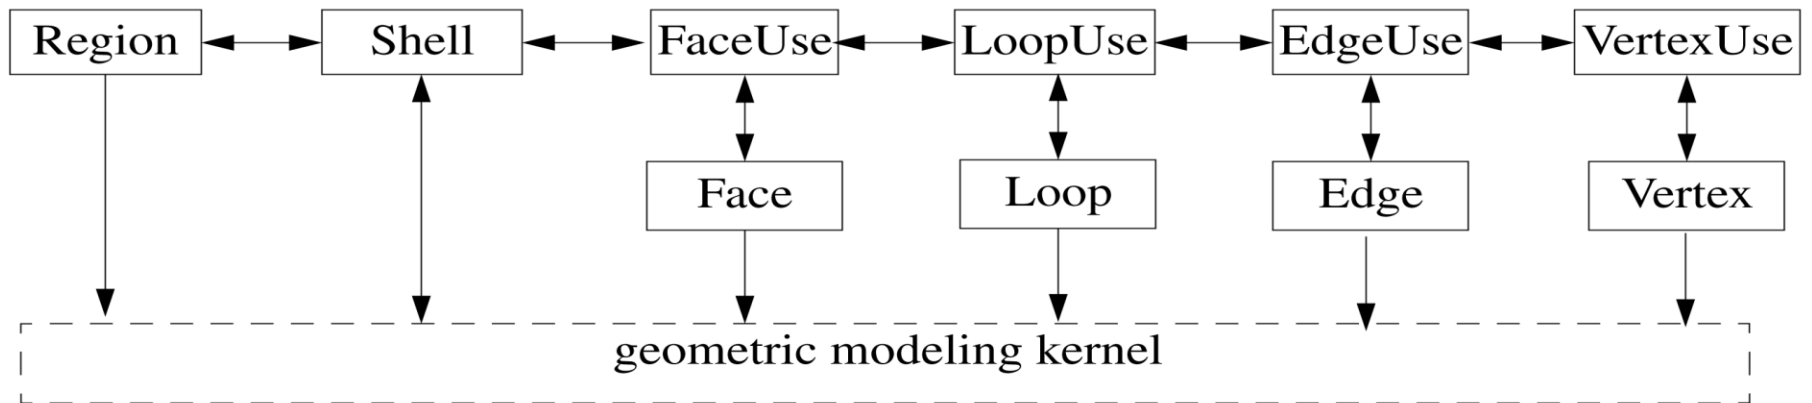 Region Shell FaceUse LoopUse EdgeUse VertexUse
Face Loop Edge Vertex
geometric modeling kernel